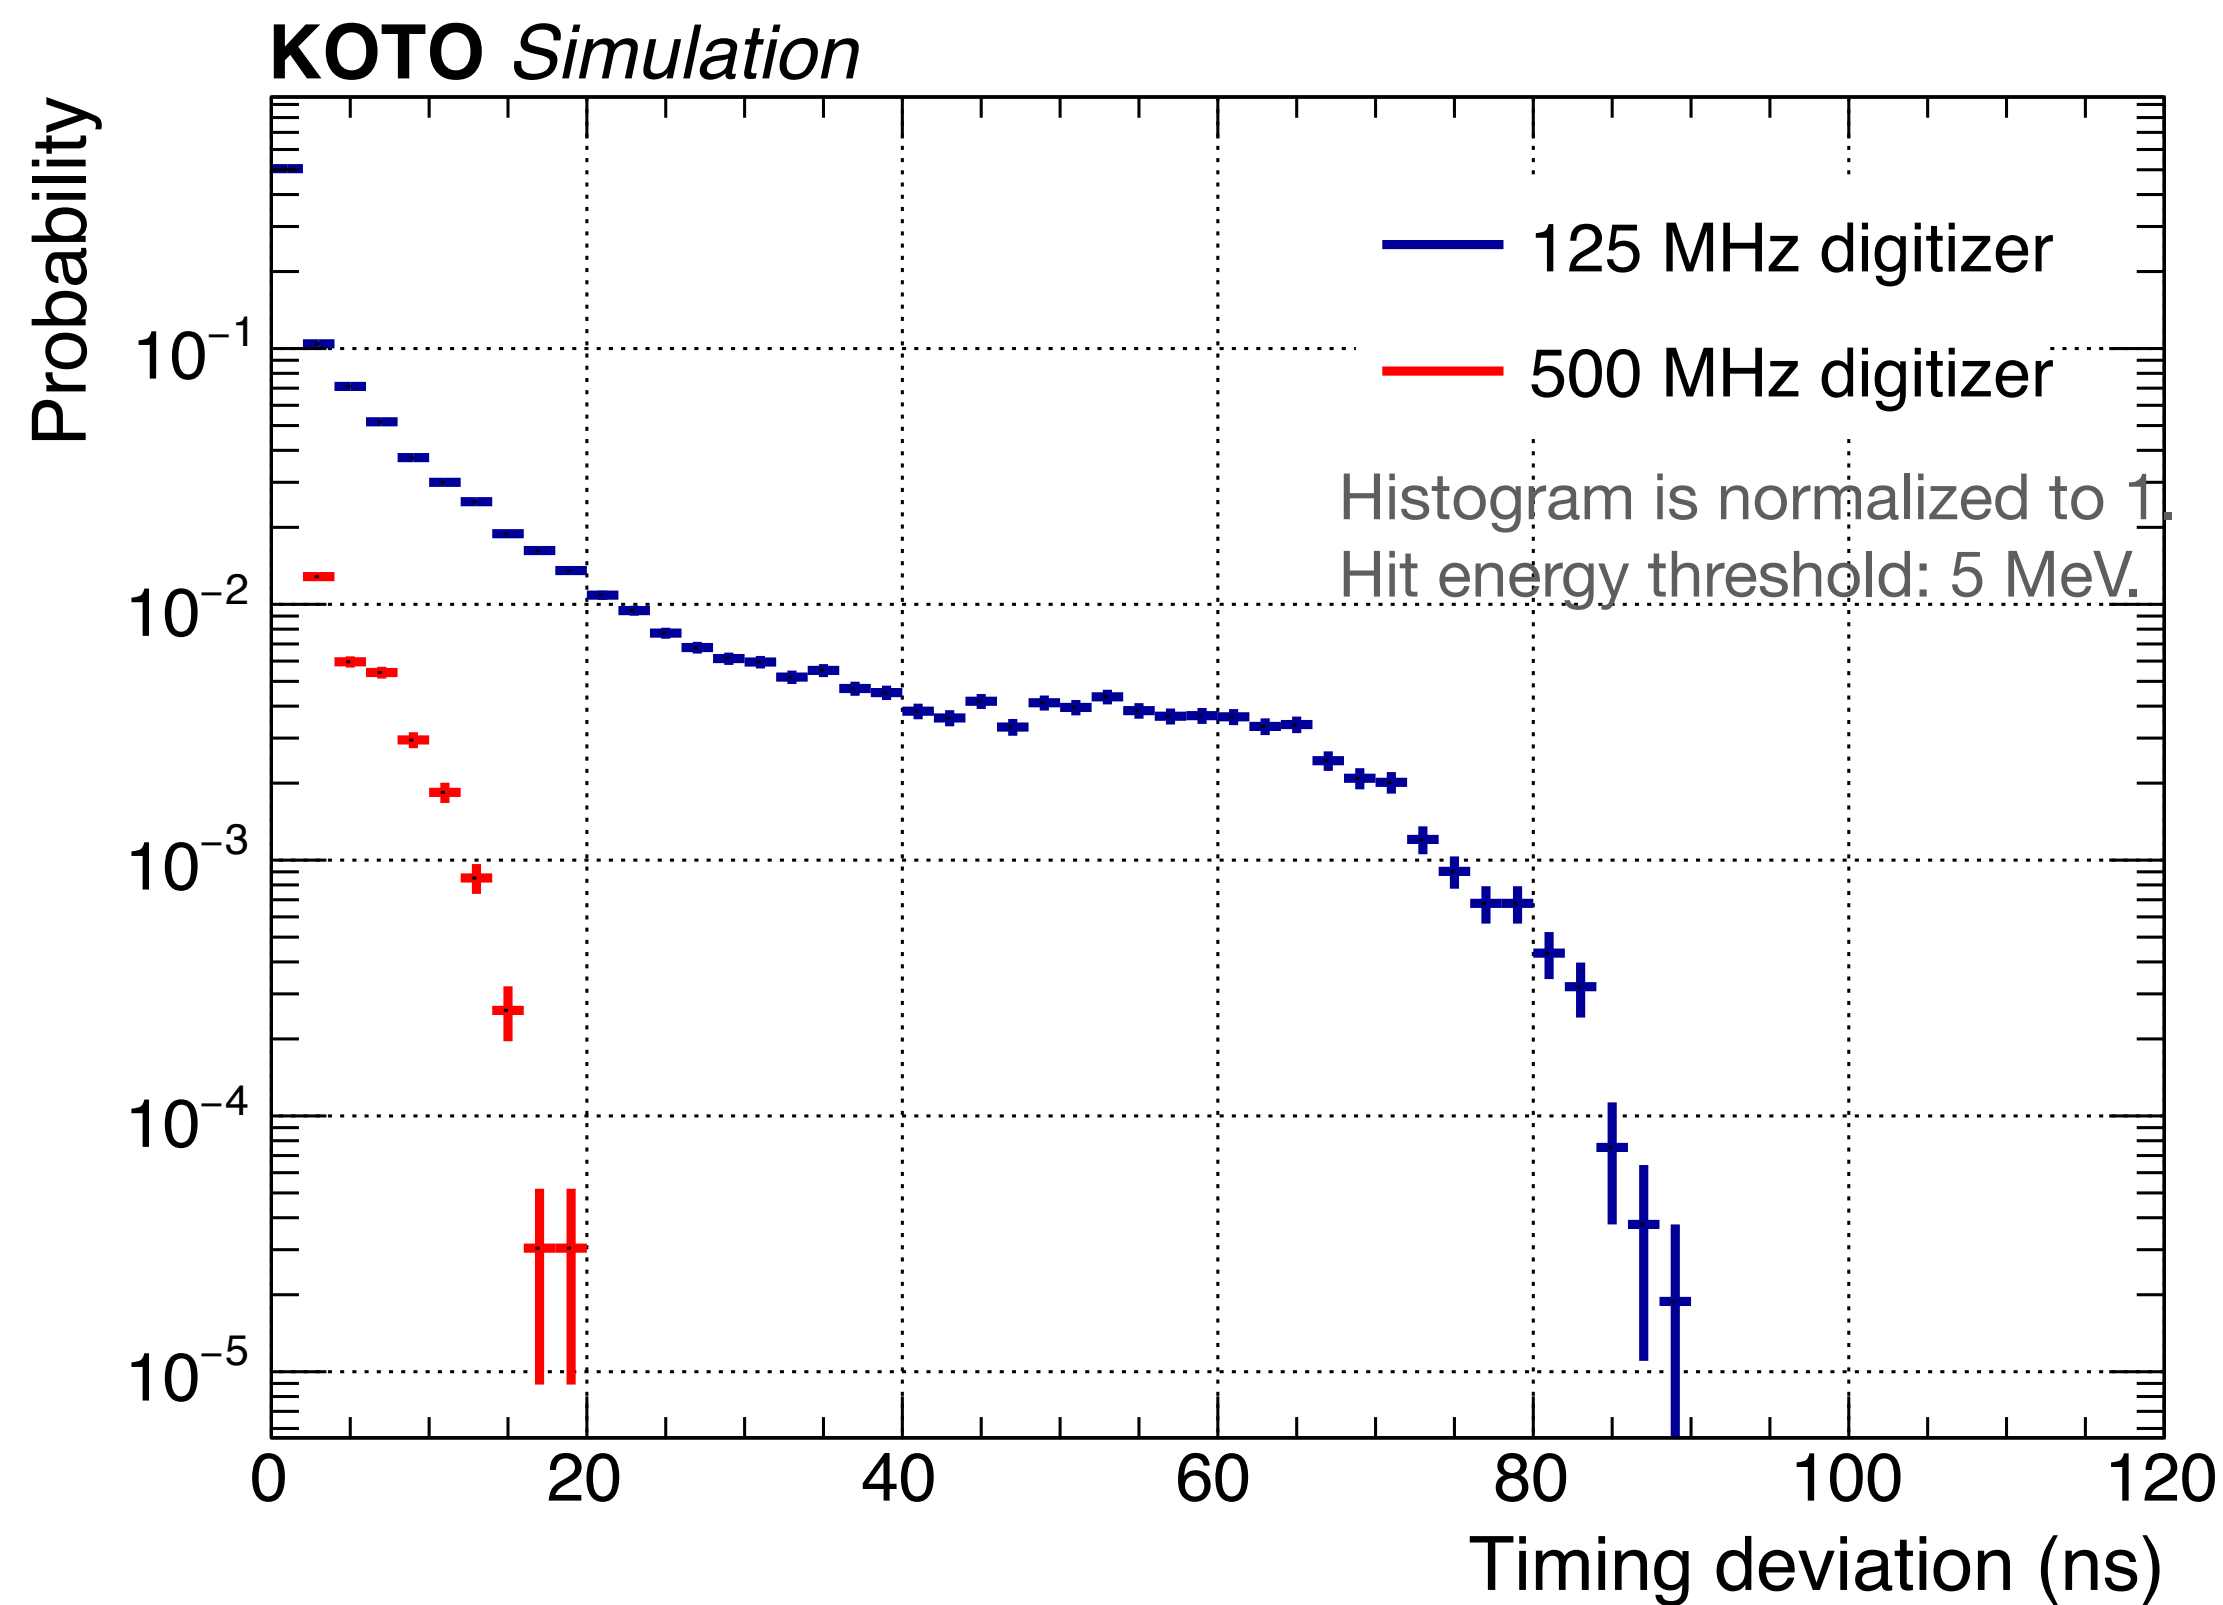 KOTO Simulation
Probability
125 MHz digitizer
500 MHz digitizer
Histogram is normalized to 1.
Hit energy threshold: 5 MeV.
10⁻¹
10⁻²
10⁻³
10⁻⁴
10⁻⁵
0 20 40 60 80 100 120
Timing deviation (ns)